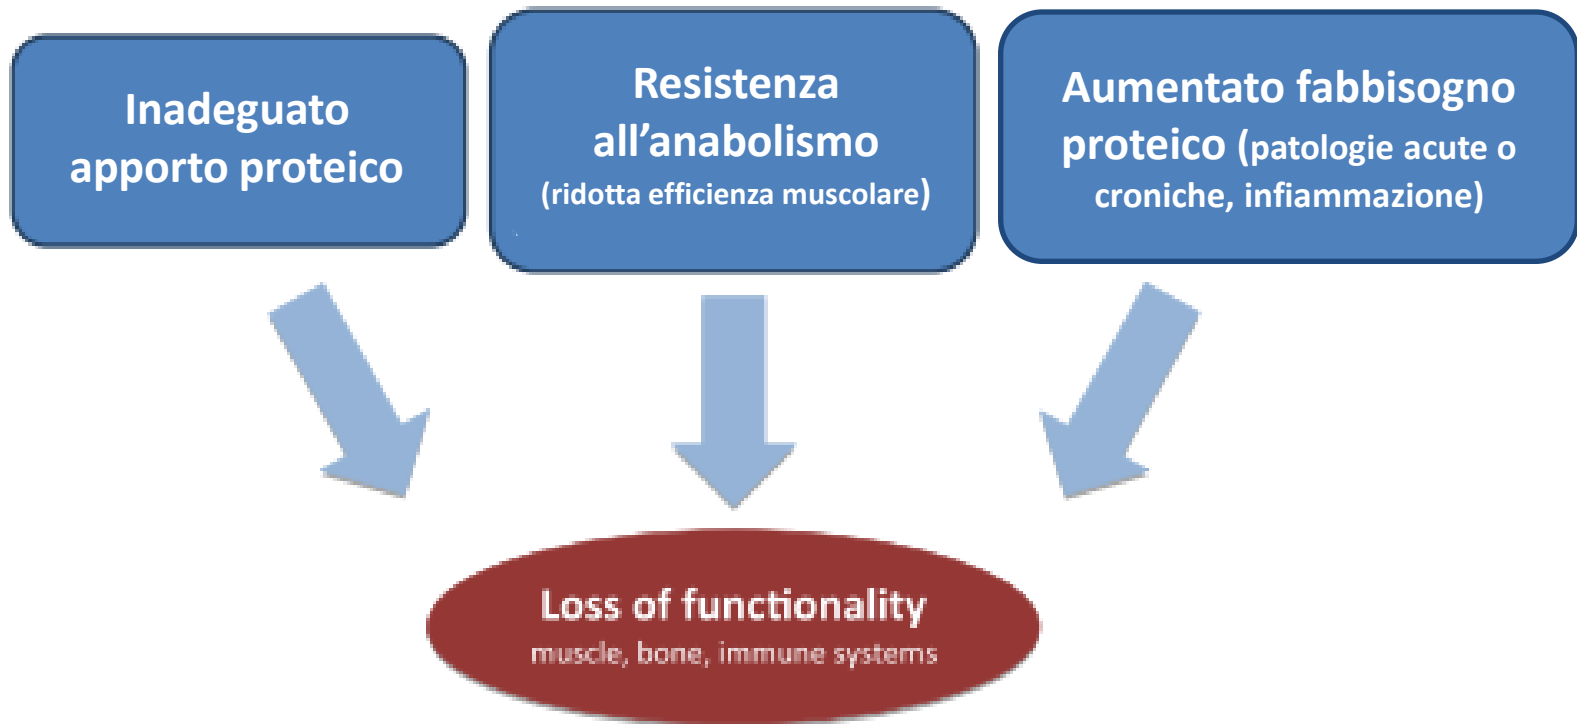 Inadeguato
apporto proteico
Resistenza
all’anabolismo
(ridotta efficienza muscolare)
Aumentato fabbisogno
proteico (patologie acute o
croniche, infiammazione)
Loss of functionality
muscle, bone, immune systems